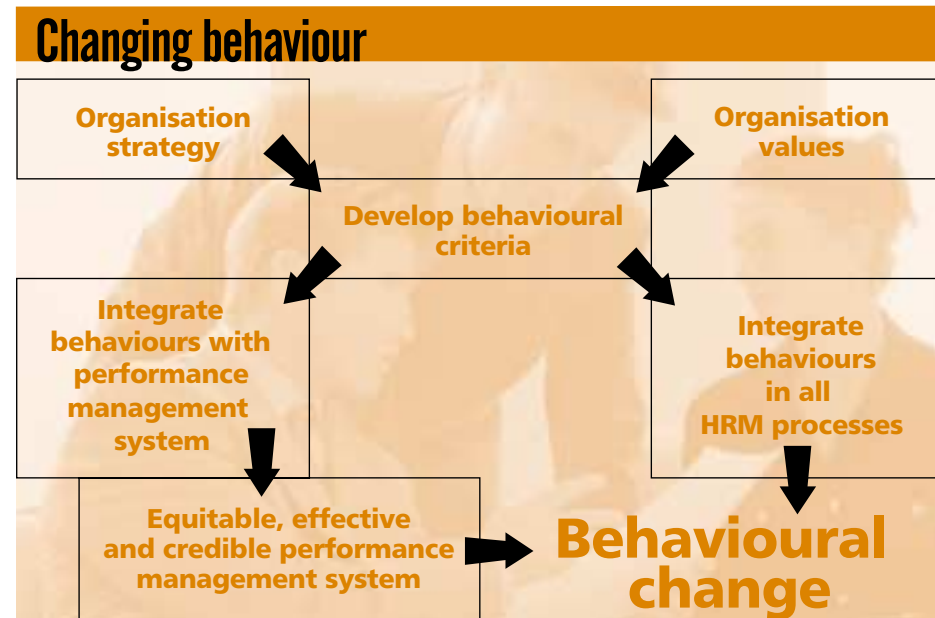 Changing behaviour
Organisation
strategy
Organisation
values
Develop behavioural
criteria
Integrate
behaviours with
performance
management
system
Integrate
behaviours
in all
HRM processes
Equitable, effective
and credible performance
management system
Behavioural
change